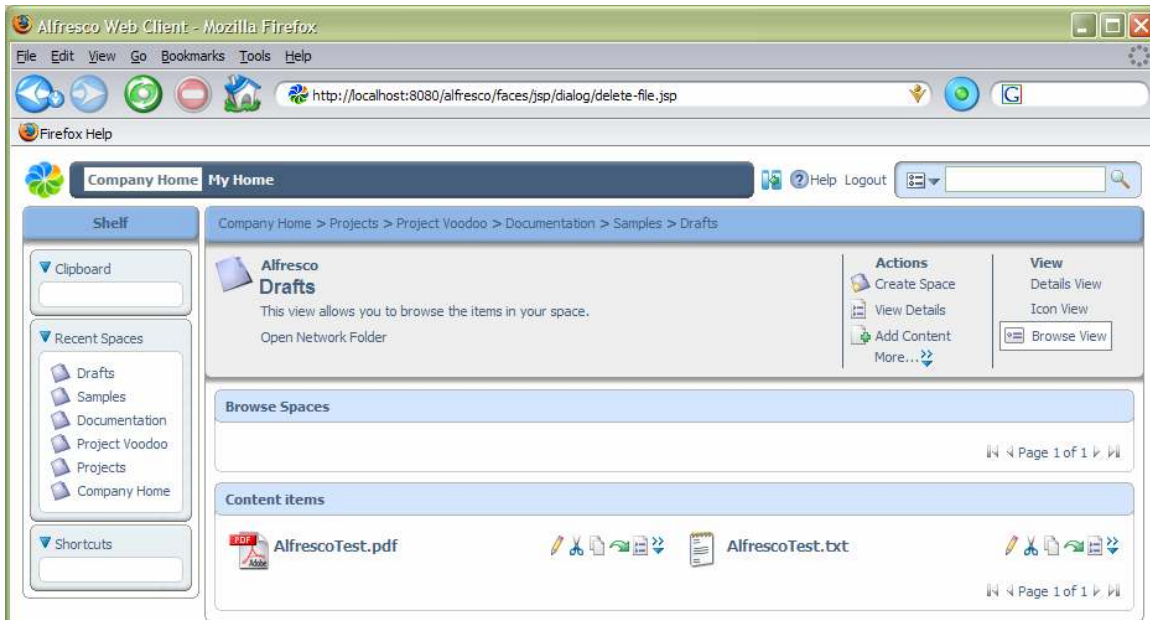 Alfresco Web Client - Mozilla Firefox
File Edit View Go Bookmarks Tools Help
http://localhost:8080/alfresco/faces/jsp/dialog/delete-file.jsp
G
Firefox Help
Company Home My Home
?Help Logout
Shelf
Company Home > Projects > Project Voodoo > Documentation > Samples > Drafts
Clipboard
Recent Spaces
Drafts
Samples
Documentation
Project Voodoo
Projects
Company Home
Shortcuts
Alfresco
Drafts
This view allows you to browse the items in your space.
Open Network Folder
Actions
Create Space
View Details
Add Content
More...
View
Details View
Icon View
Browse View
Browse Spaces
Page 1 of 1
Content items
PDF
Adobe
AlfrescoTest.pdf
AlfrescoTest.txt
Page 1 of 1